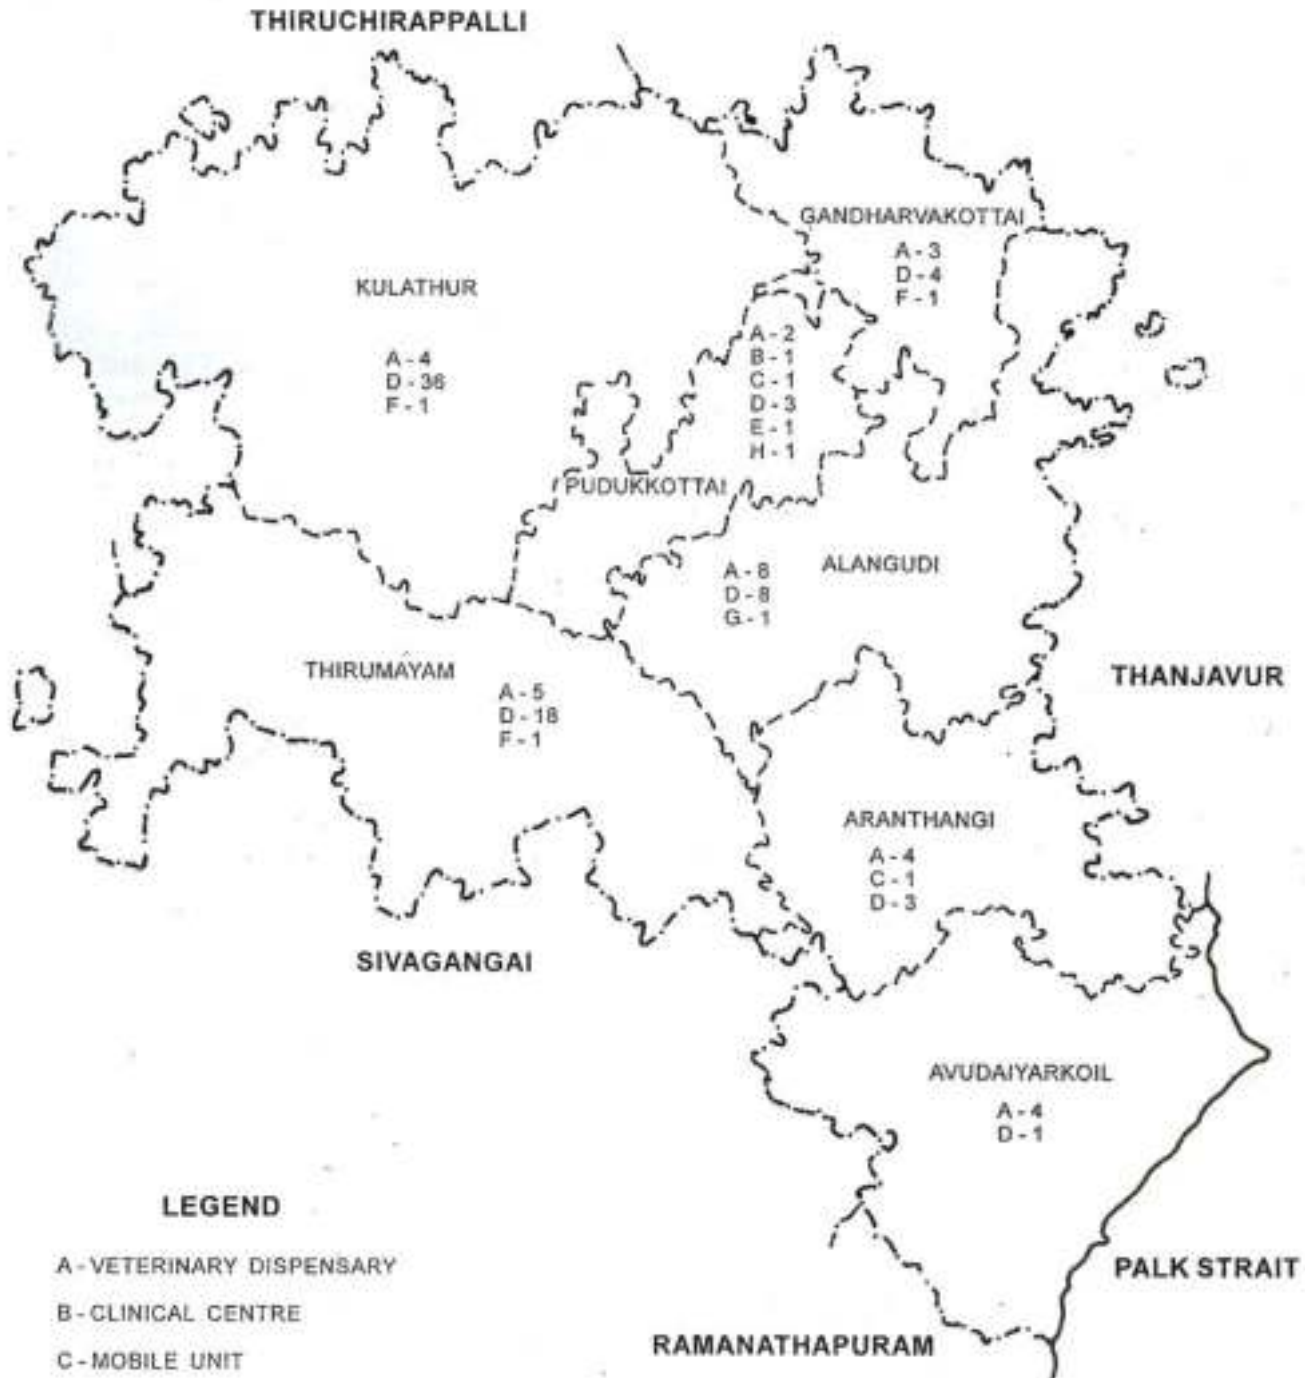 THIRUCHIRAPPALLI
GANDHARVAKOTTAI
A - 3
D - 4
F - 1
KULATHUR
A - 4
D - 36
F - 1
A - 2
B - 1
C - 1
D - 3
E - 1
H - 1
PUDUKKOTTAI
ALANGUDI
A - 8
D - 8
G - 1
THIRUMAYAM
A - 5
D - 18
F - 1
THANJAVUR
ARANTHANGI
A - 4
C - 1
D - 3
SIVAGANGAI
AVUDAIYARKOIL
A - 4
D - 1
LEGEND
A - VETERINARY DISPENSARY
B - CLINICAL CENTRE
C - MOBILE UNIT
PALK STRAIT
RAMANATHAPURAM